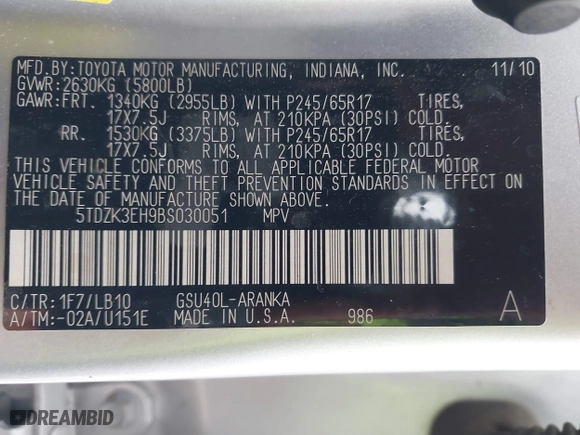 MFD.BY:TOYOTA MOTOR MANUFACTURING, INDIANA, INC. 11/10
GVWR:2630KG (5800LB)
GAWR:FRT. 1340KG (2955LB) WITH P245/65R17 TIRES,
17X7.5J RIMS, AT 210KPA (30PSI) COLD.
RR. 1530KG (3375LB) WITH P245/65R17 TIRES,
17X7.5J RIMS, AT 210KPA (30PSI) COLD.
THIS VEHICLE CONFORMS TO ALL APPLICABLE FEDERAL MOTOR
VEHICLE SAFETY AND THEFT PREVENTION STANDARDS IN EFFECT ON
THE DATE OF MANUFACTURE SHOWN ABOVE.
5TDZK3EH9BS030051 MPV
C/TR:1F7/LB10 GSU40L-ARANKA
A/TM:-02A/U151E MADE IN U.S.A. 986 A
DREAMBID